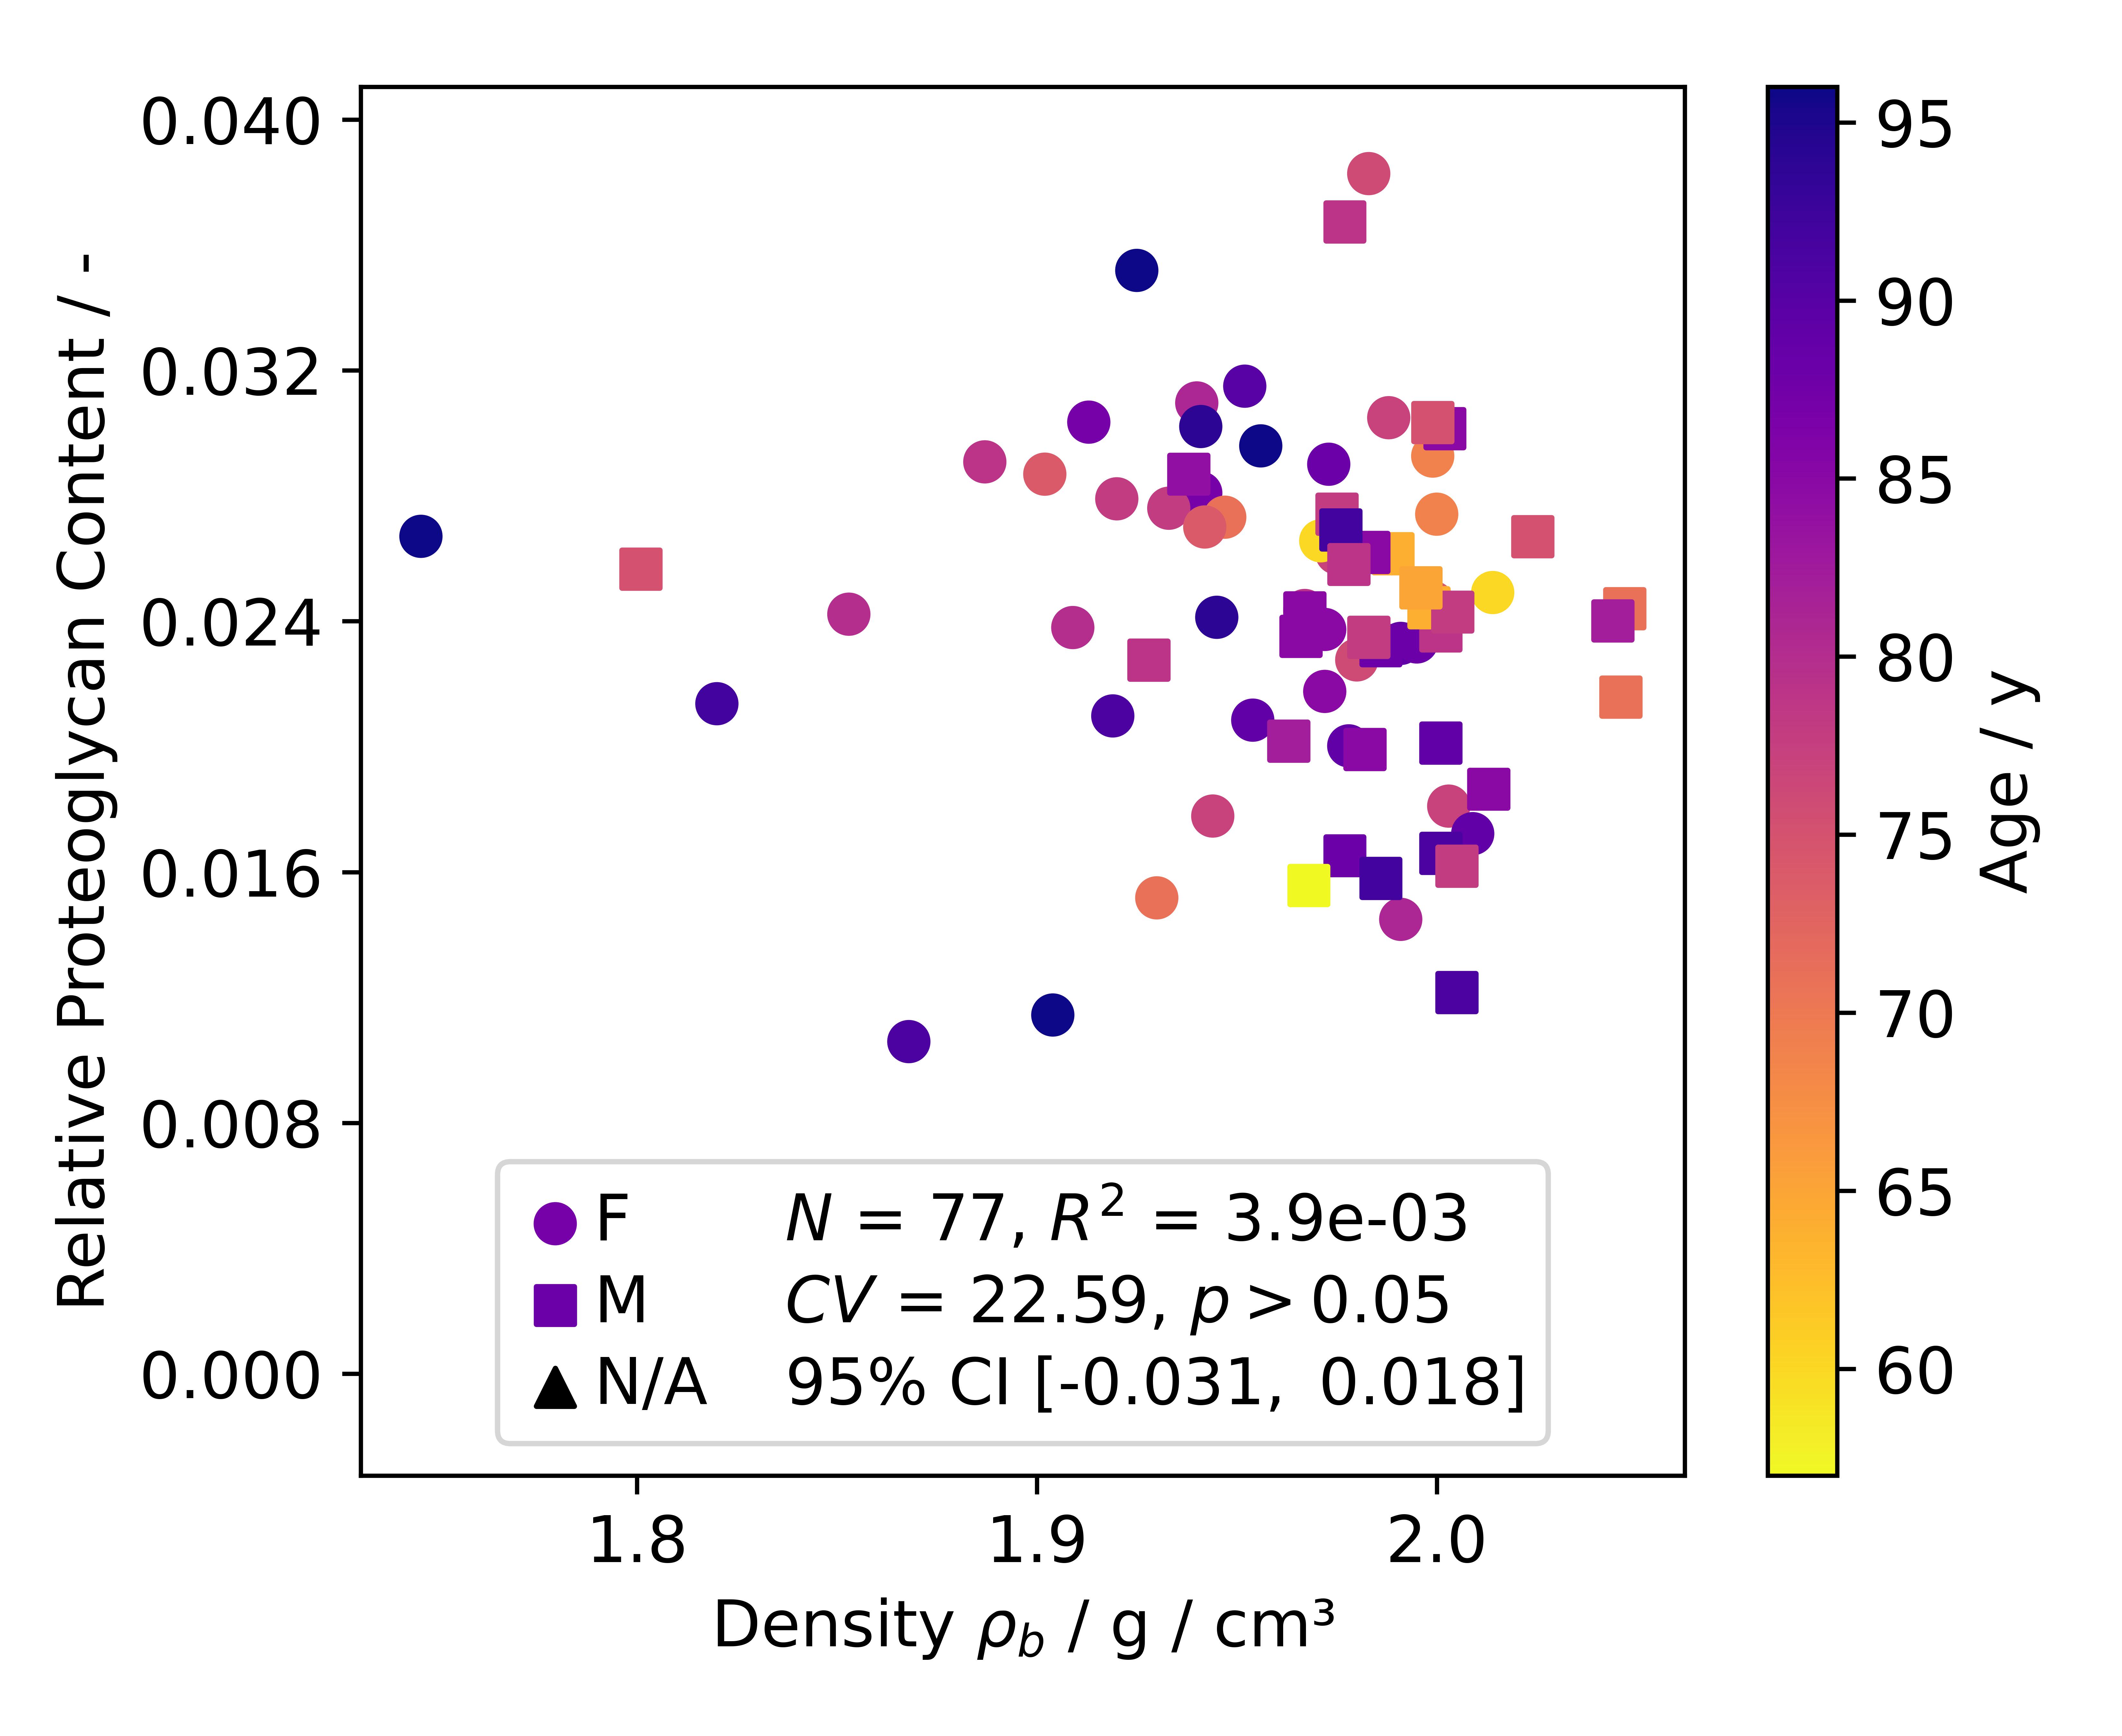 Relative Proteoglycan Content / -
0.040
0.032
0.024
0.016
0.008
0.000
F
M
N/A
N = 77, R² = 3.9e-03
CV = 22.59, p > 0.05
95% CI [-0.031, 0.018]
1.8
1.9
2.0
Density ρb / g / cm³
95
90
85
80
75
70
65
60
Age / y